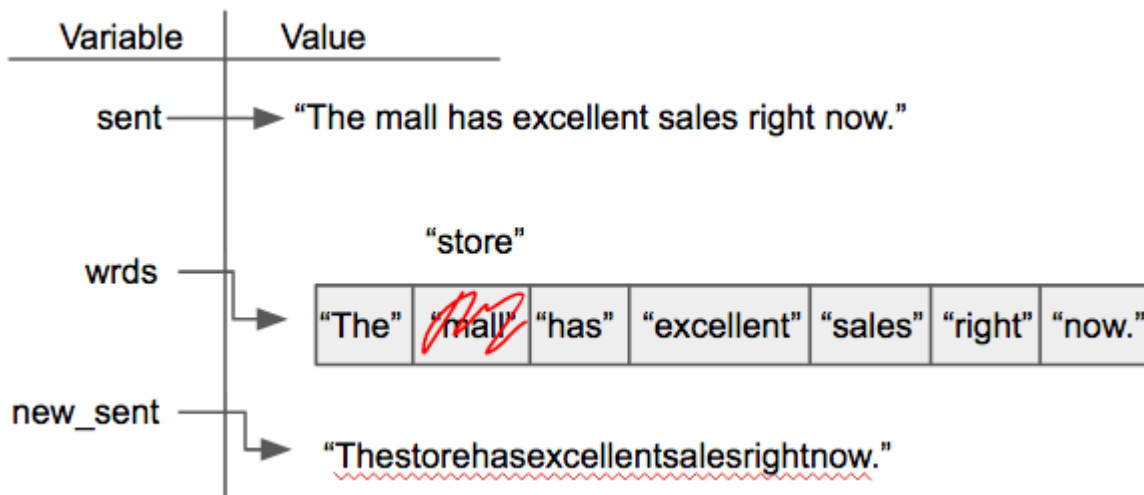 Variable Value
sent “The mall has excellent sales right now.”
“store”
wrds
“The” “mall” “has” “excellent” “sales” “right” “now.”
new_sent
“Thestorehasexcellentsalesrightnow.”